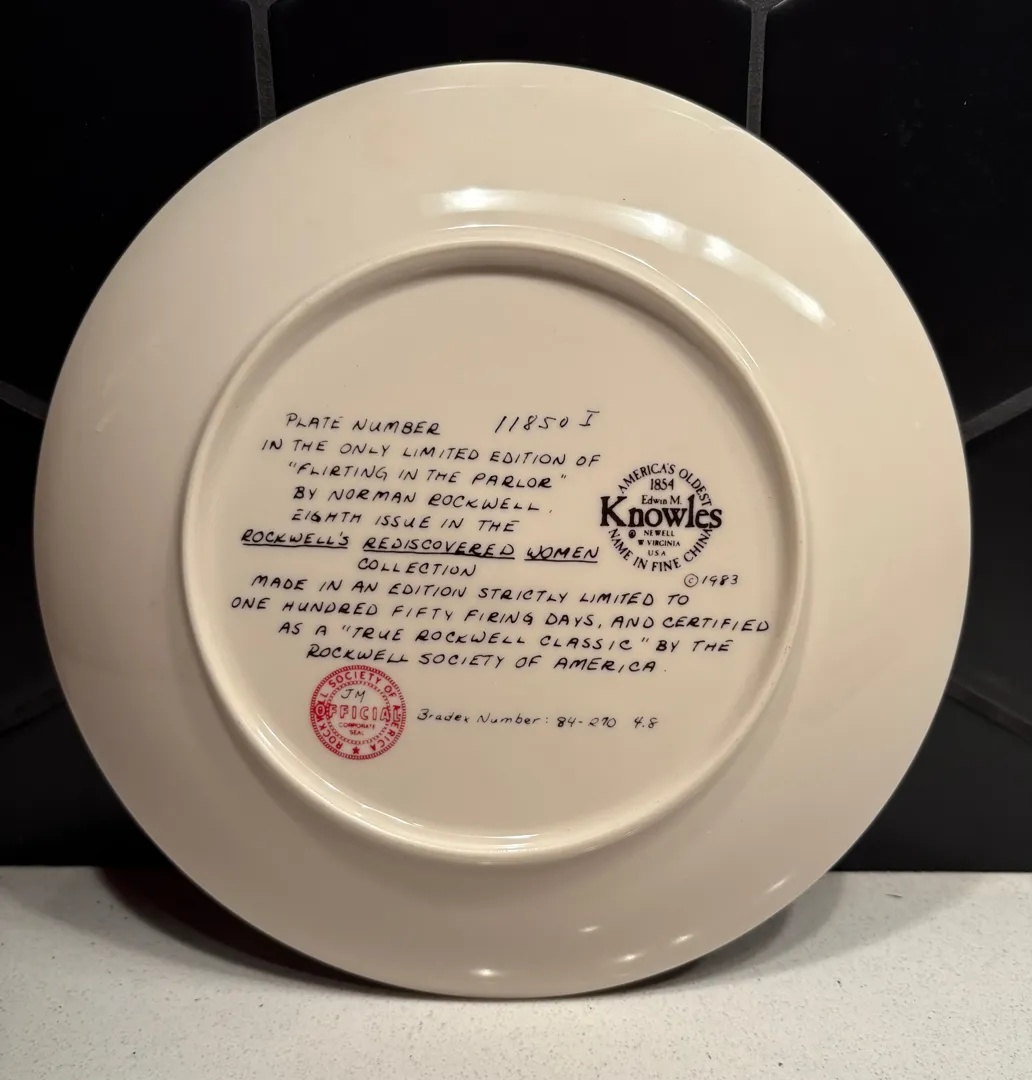 PLATE NUMBER 11850 I
IN THE ONLY LIMITED EDITION OF
"FLIRTING IN THE PARLOR"
BY NORMAN ROCKWELL,
EIGHTH ISSUE IN THE
ROCKWELL'S REDISCOVERED WOMEN
COLLECTION
MADE IN AN EDITION STRICTLY LIMITED TO
ONE HUNDRED FIFTY FIRING DAYS, AND CERTIFIED
AS A "TRUE ROCKWELL CLASSIC" BY THE
ROCKWELL SOCIETY OF AMERICA.
AMERICA'S OLDEST
1854
Edwin M.
Knowles
NEWELL
W VIRGINIA
USA
NAME IN FINE CHINA
©1983
ROCKWELL SOCIETY OF AMERICA
JM
OFFICIAL
CORPORATE
SEAL
Bradex Number: 84-270 4.8